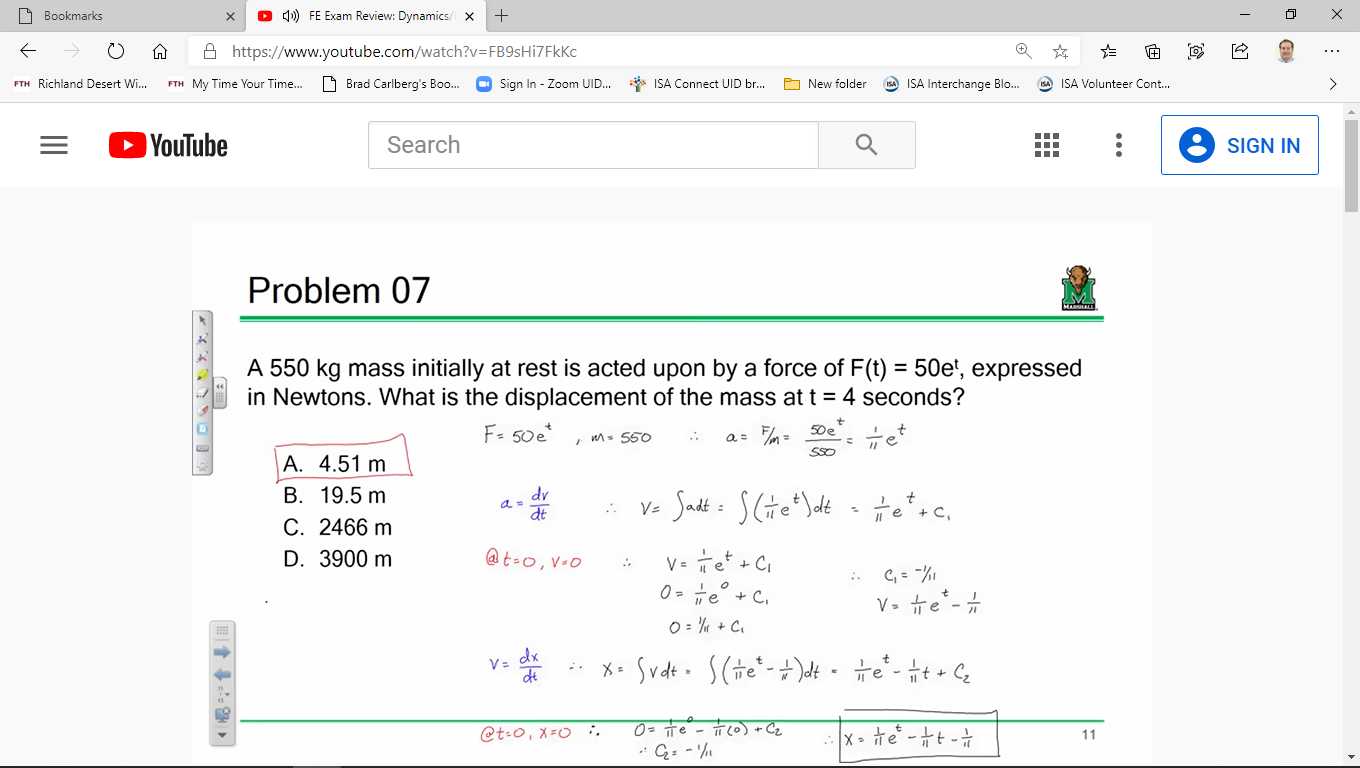 Bookmarks
FE Exam Review: Dynamics/
https://www.youtube.com/watch?v=FB9sHi7FkKc
FTH Richland Desert Wi... FTH My Time Your Time... Brad Carlberg's Boo... Sign In - Zoom UID... ISA Connect UID br... New folder ISA ISA Interchange Blo... ISA ISA Volunteer Cont...
YouTube Search SIGN IN
Problem 07
M
MARSHALL
A 550 kg mass initially at rest is acted upon by a force of F(t) = 50eᵗ, expressed
in Newtons. What is the displacement of the mass at t = 4 seconds?
F = 50eᵗ , m = 550 ∴ a = F/m = 50eᵗ/550 = 1/11 eᵗ
A. 4.51 m
B. 19.5 m
C. 2466 m
D. 3900 m
a = dv/dt ∴ v = ∫adt = ∫(1/11 eᵗ)dt = 1/11 eᵗ + C₁
@ t=0, v=0 ∴ v = 1/11 eᵗ + C₁ ∴ C₁ = -1/11
0 = 1/11 e⁰ + C₁ v = 1/11 eᵗ - 1/11
0 = 1/11 + C₁
v = dx/dt ∴ x = ∫vdt = ∫(1/11 eᵗ - 1/11)dt = 1/11 eᵗ - 1/11 t + C₂
@t=0, x=0 ∴ 0 = 1/11 e⁰ - 1/11 (0) + C₂ ∴ x = 1/11 eᵗ - 1/11 t - 1/11
∴ C₂ = -1/11
11